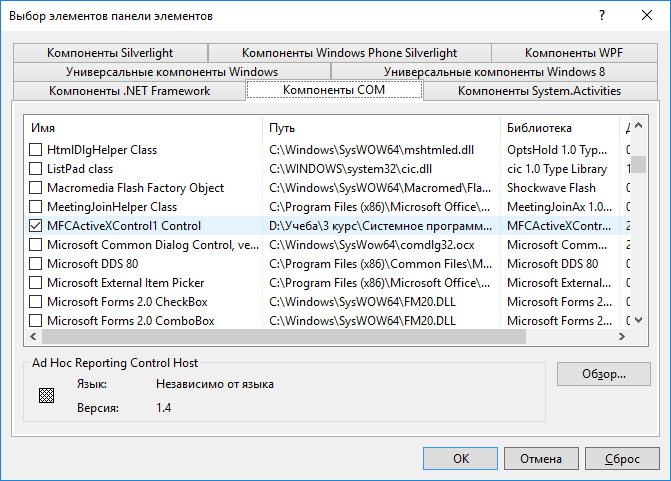 Выбор элементов панели элементов ?
Компоненты Silverlight Компоненты Windows Phone Silverlight Компоненты WPF
Универсальные компоненты Windows Универсальные компоненты Windows 8
Компоненты .NET Framework Компоненты COM Компоненты System.Activities
Имя Путь Библиотека Д
HtmlDlgHelper Class C:\Windows\SysWOW64\mshtmled.dll OptsHold 1.0 Typ...
ListPad class C:\WINDOWS\system32\cic.dll cic 1.0 Type Library 1
Macromedia Flash Factory Object C:\Windows\SysWOW64\Macromed\Fla... Shockwave Flash 0
MeetingJoinHelper Class C:\Program Files (x86)\Microsoft Office\... MeetingJoinAx 1.0... 0
MFCActiveXControl1 Control D:\Учеба\3 курс\Системное программ... MFCActiveXContr... 2
Microsoft Common Dialog Control, ve... C:\Windows\SysWow64\comdlg32.ocx Microsoft Comm... 2
Microsoft DDS 80 C:\Program Files (x86)\Common Files\M... Microsoft DDS 80 0
Microsoft External Item Picker C:\Program Files (x86)\Microsoft Office\... Microsoft External... 0
Microsoft Forms 2.0 CheckBox C:\Windows\SysWOW64\FM20.DLL Microsoft Forms ... 0
Microsoft Forms 2.0 ComboBox C:\Windows\SysWOW64\FM20.DLL Microsoft Forms ... 0
Ad Hoc Reporting Control Host
Обзор...
Язык: Независимо от языка
Версия: 1.4
OK Отмена Сброс